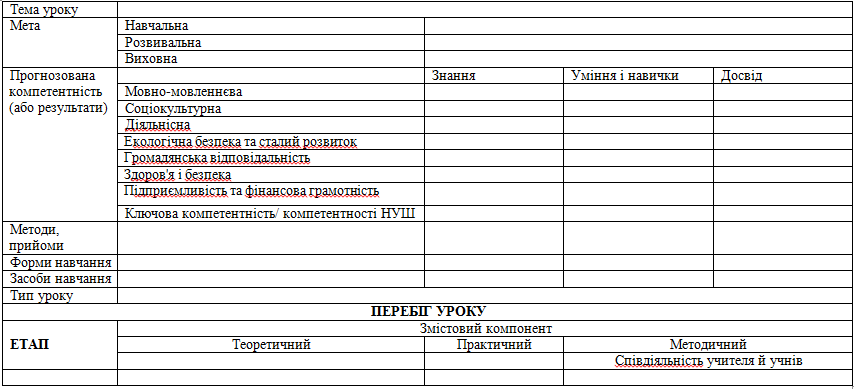 Тема уроку
Мета
Навчальна
Розвивальна
Виховна
Прогнозована
компетентність
(або результати)
Знання
Уміння і навички
Досвід
Мовно-мовленнєва
Соціокультурна
Діяльнісна
Екологічна безпека та сталий розвиток
Громадянська відповідальність
Здоров'я і безпека
Підприємливість та фінансова грамотність
Ключова компетентність/ компетентності НУШ
Методи,
прийоми
Форми навчання
Засоби навчання
Тип уроку
ПЕРЕБІГ УРОКУ
ЕТАП
Змістовий компонент
Теоретичний
Практичний
Методичний
Співдіяльність учителя й учнів